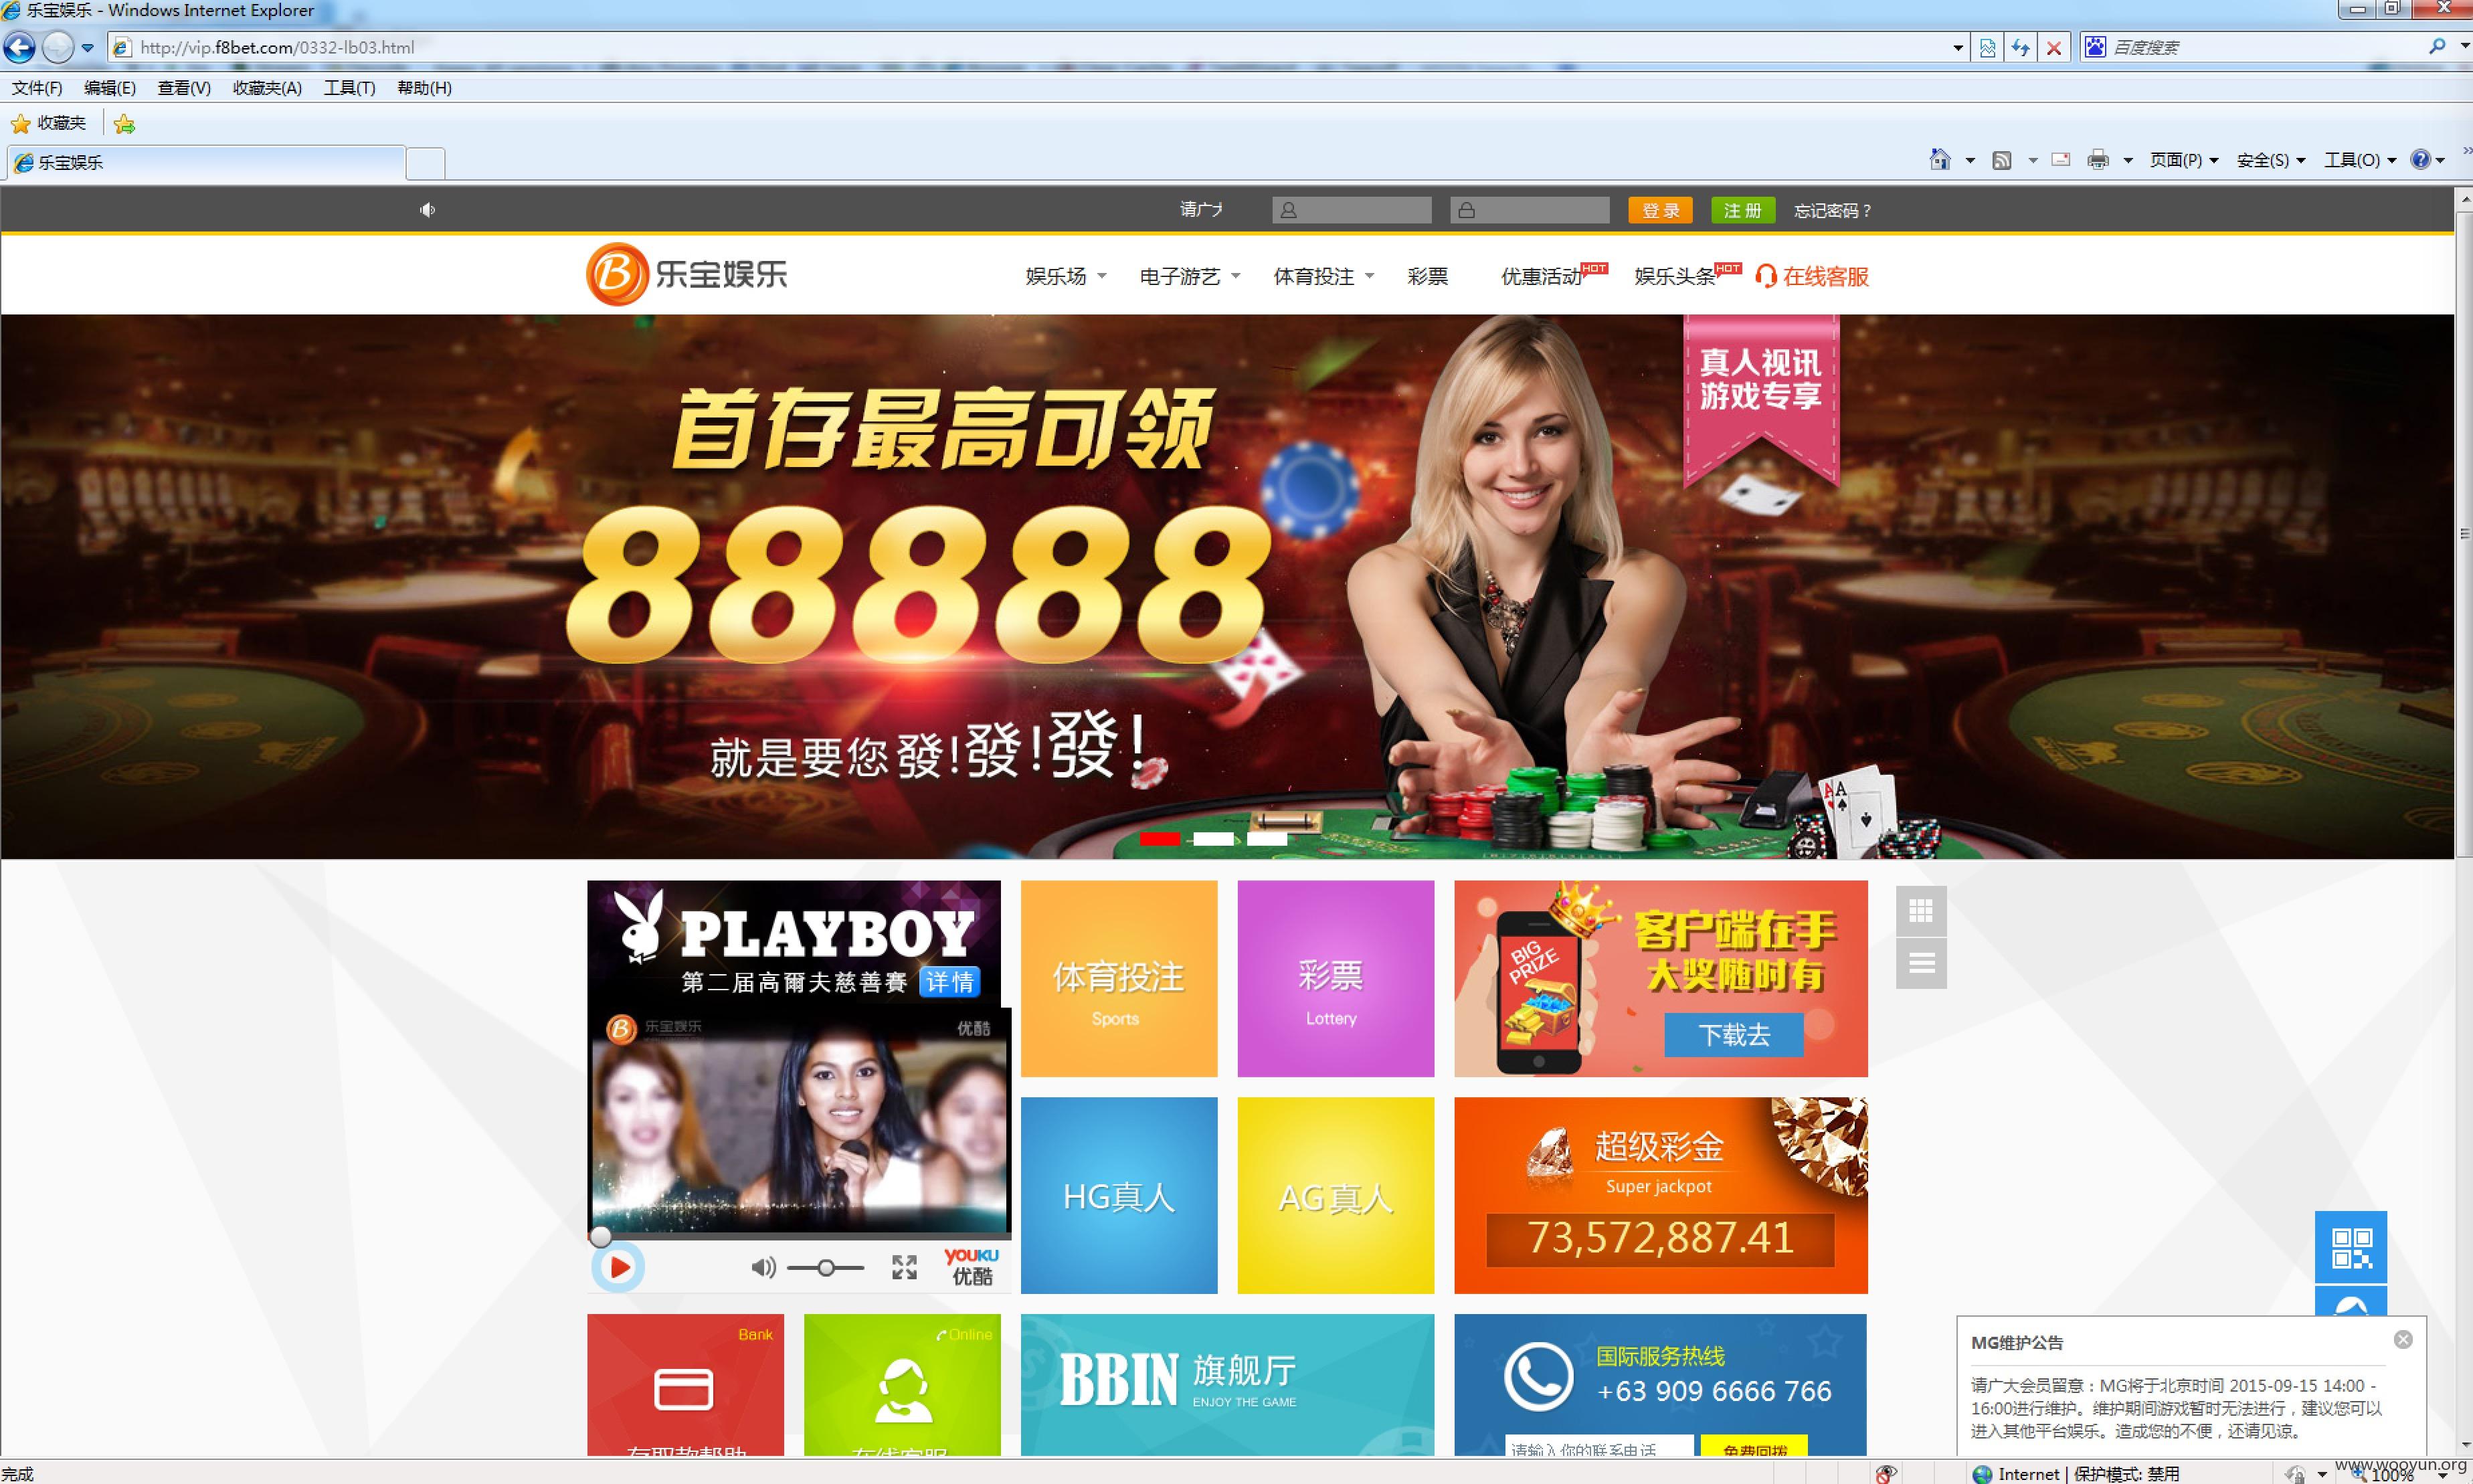 乐宝娱乐 - Windows Internet Explorer
http://vip.f8bet.com/0332-lb03.html
百度搜索
文件(F) 编辑(E) 查看(V) 收藏夹(A) 工具(T) 帮助(H)
收藏夹
乐宝娱乐
页面(P) 安全(S) 工具(O)
登 录 注 册 忘记密码？
乐宝娱乐
娱乐场 电子游艺 体育投注 彩票 优惠活动 HOT 娱乐头条 HOT 在线客服
真人视讯
游戏专享
首存最高可领
88888
就是要您發!發!發!
PLAYBOY
第二届高爾夫慈善賽 详情
乐宝娱乐 优酷
YOUKU
优酷
体育投注
Sports
彩票
Lottery
BIG
PRIZE
客户端在手
大奖随时有
下载去
HG真人
AG真人
超级彩金
Super jackpot
73,572,887.41
Bank
Online
在线客服
BBIN 旗舰厅
ENJOY THE GAME
国际服务热线
+63 909 6666 766
请输入你的联系电话 免费回拨
MG维护公告
请广大会员留意：MG将于北京时间 2015-09-15 14:00 -
16:00进行维护。维护期间游戏暂时无法进行，建议您可以
进入其他平台娱乐。造成您的不便，还请见谅。
完成
Internet | 保护模式: 禁用
100%
www.wooyun.org